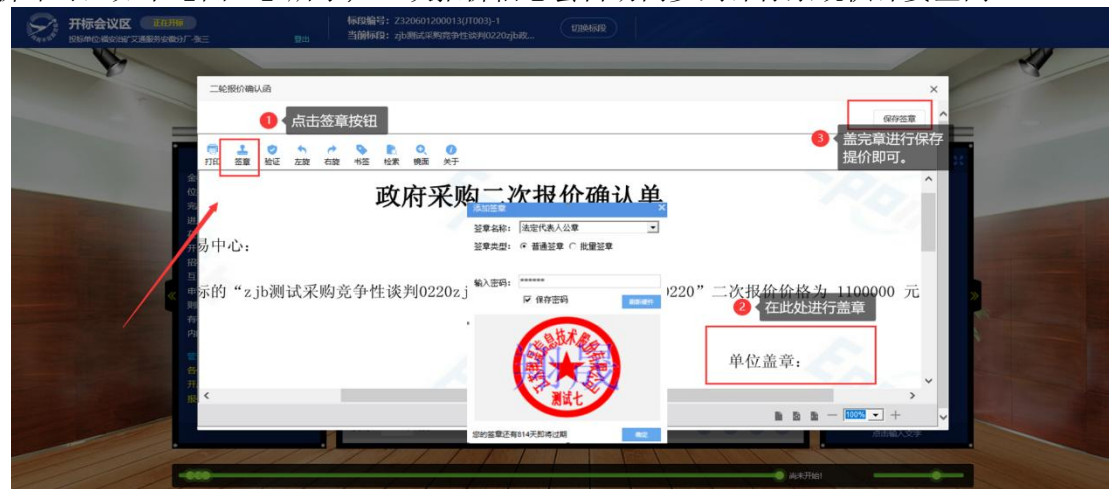 开标会议区 正在开标
登出
标段编号：Z320601200013(JT003)-1
当前标段：zjb测试采购竞争性谈判0220zjb政...
切换标段
二轮报价确认函
×
1 点击签章按钮
保存签章
3 盖完章进行保存
提价即可。
打印 签章 验证 左旋 右旋 书签 检索 镜面 关于
政府采购二次报价确认单
添加签章 ×
签章名称： 法定代表人公章
签章类型： 普通签章 批量签章
易中心：
输入密码： ******
保存密码
标的“zjb测试采购竞争性谈判0220zj
0220”二次报价价格为 1100000 元
2 在此处进行盖章
单位盖章：
测试七
您的签章还有814天即将过期 确定
100%
点击输入文字
尚未开始!